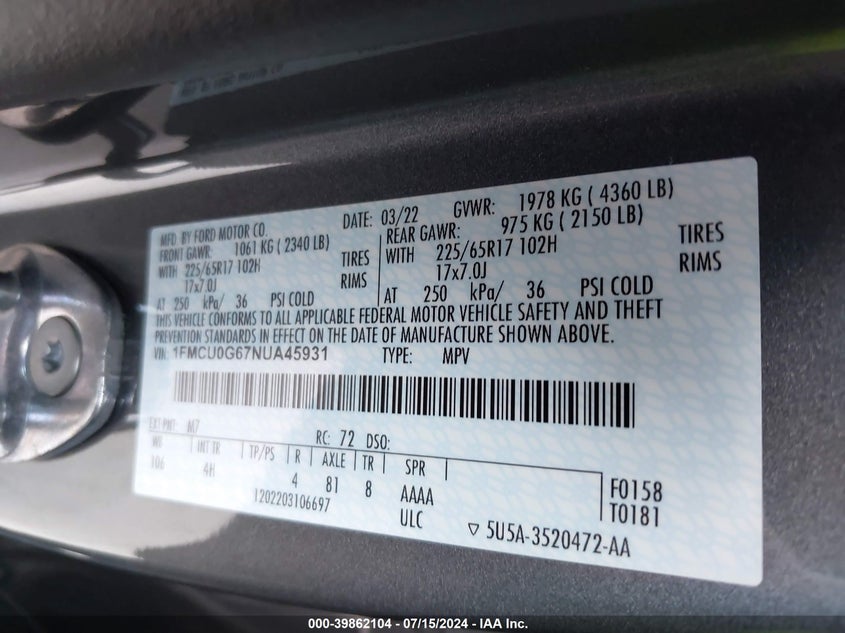 MFD. BY FORD MOTOR CO. DATE: 03/22 GVWR: 1978 KG ( 4360 LB)
FRONT GAWR: 1061 KG ( 2340 LB) REAR GAWR: 975 KG ( 2150 LB)
WITH 225/65R17 102H TIRES WITH 225/65R17 102H TIRES
17x7.0J RIMS 17x7.0J RIMS
AT 250 kPa/ 36 PSI COLD AT 250 kPa/ 36 PSI COLD
THIS VEHICLE CONFORMS TO ALL APPLICABLE FEDERAL MOTOR VEHICLE SAFETY AND THEFT
PREVENTION STANDARDS IN EFFECT ON THE DATE OF MANUFACTURE SHOWN ABOVE.
VIN: 1FMCU0G67NUA45931 TYPE: MPV
EXT PNT: M7 RC: 72 DSO:
WB INT TR TP/PS R AXLE TR SPR
106 4H 4 81 8 AAAA F0158
1202203106697 ULC T0181
▽ 5U5A-3520472-AA
000-39862104 - 07/15/2024 - IAA Inc.